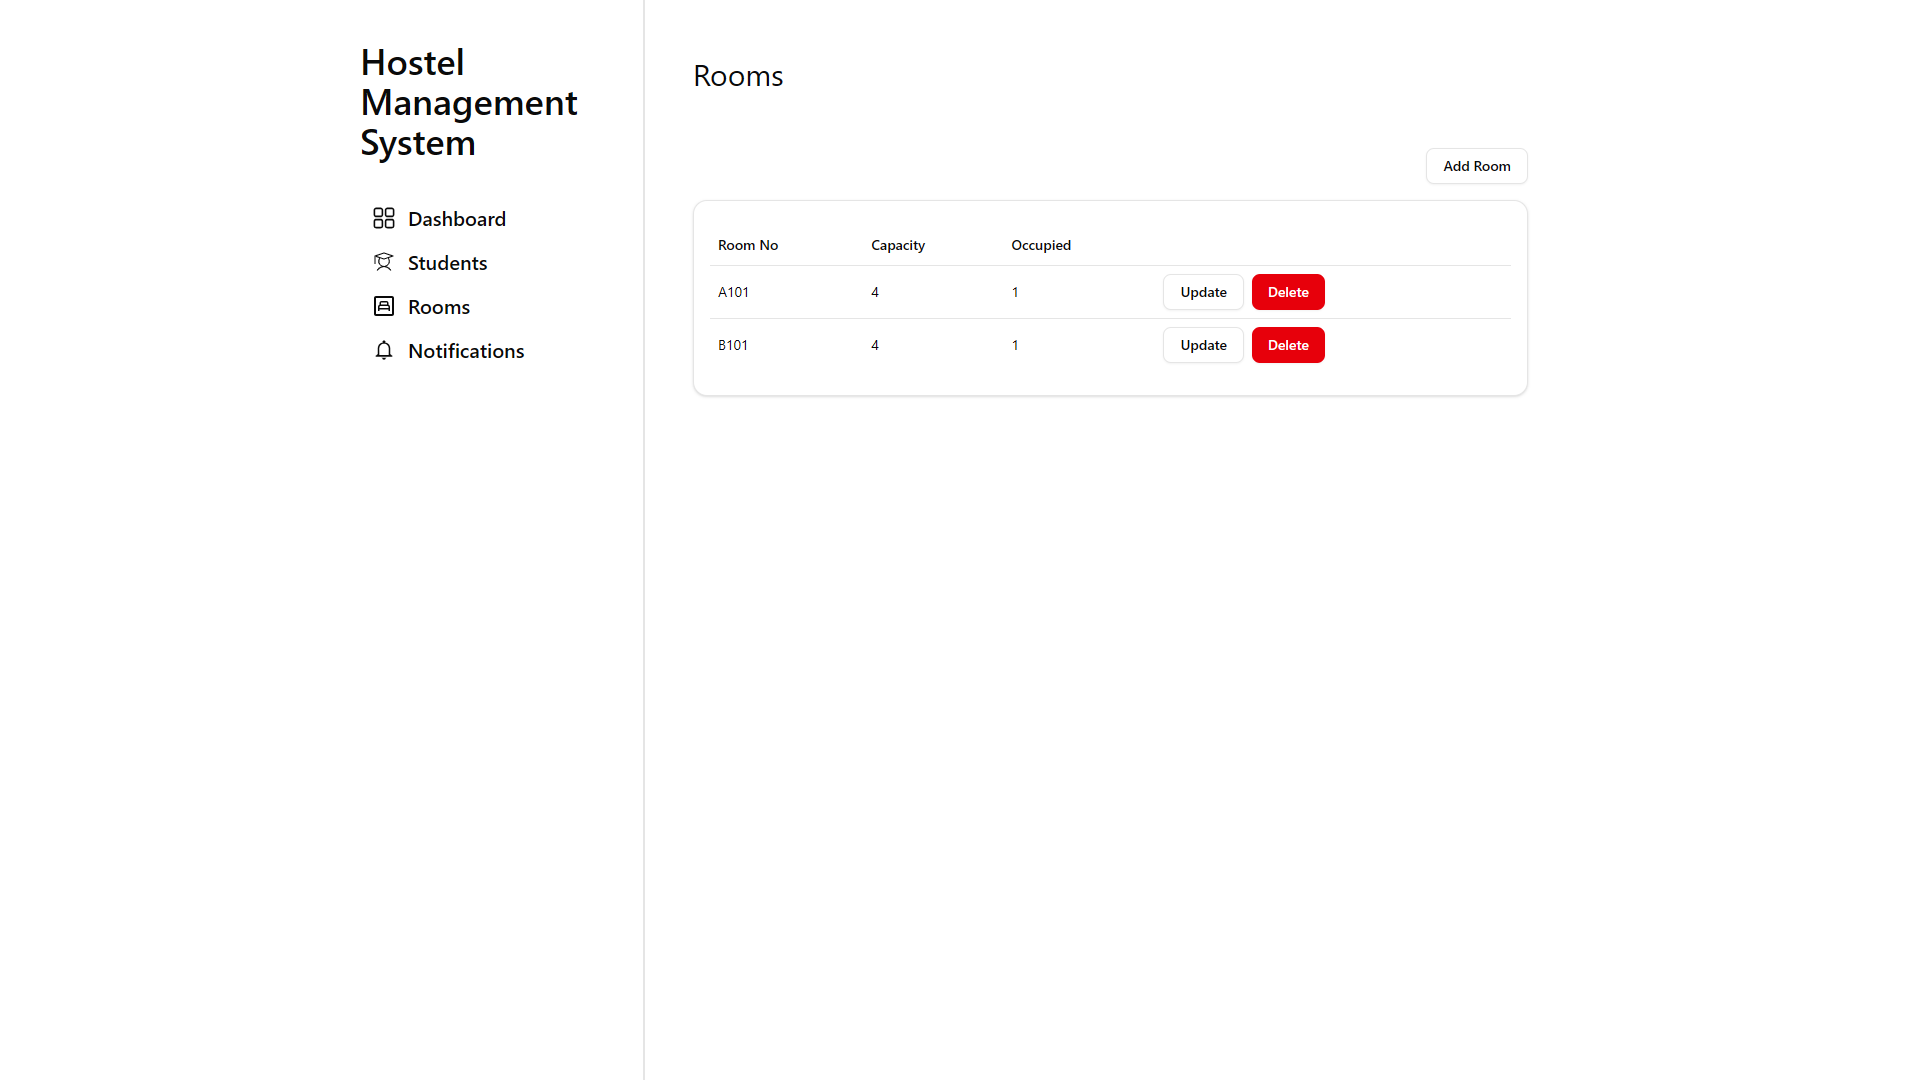 Hostel
Management
System
Dashboard
Students
Rooms
Notifications
Rooms
Add Room
Room No Capacity Occupied
A101 4 1 Update Delete
B101 4 1 Update Delete